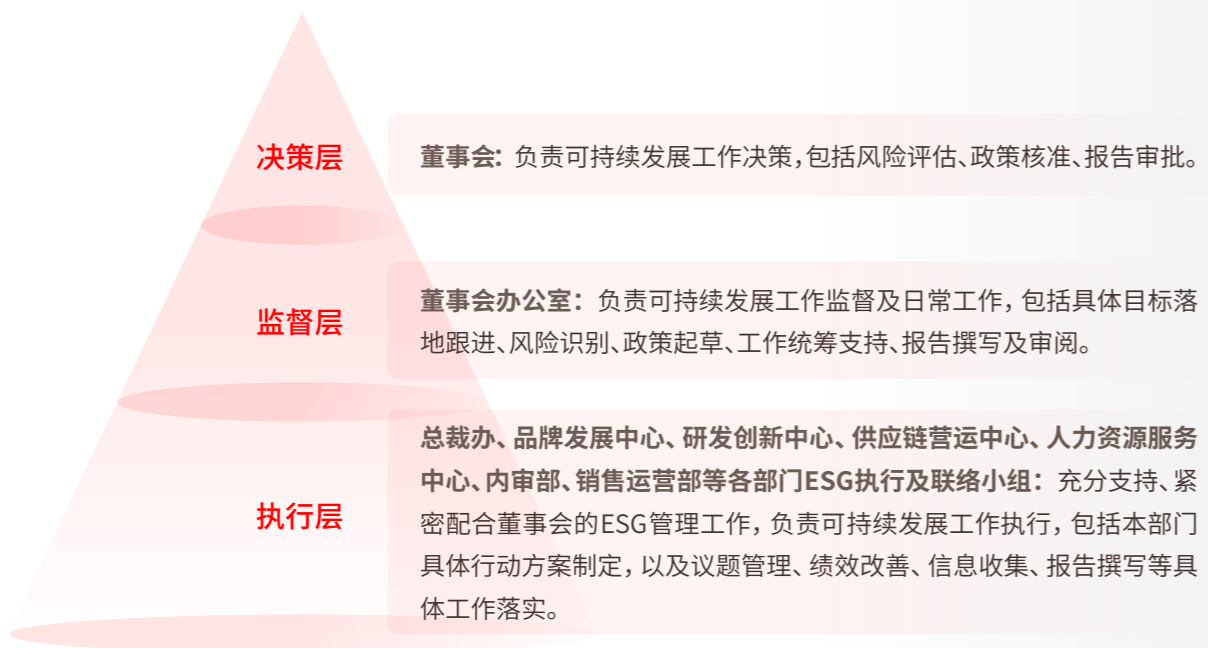 决策层
董事会：负责可持续发展工作决策，包括风险评估、政策核准、报告审批。
监督层
董事会办公室：负责可持续发展工作监督及日常工作，包括具体目标落
地跟进、风险识别、政策起草、工作统筹支持、报告撰写及审阅。
执行层
总裁办、品牌发展中心、研发创新中心、供应链营运中心、人力资源服务
中心、内审部、销售运营部等各部门ESG执行及联络小组：充分支持、紧
密配合董事会的ESG管理工作，负责可持续发展工作执行，包括本部门
具体行动方案制定，以及议题管理、绩效改善、信息收集、报告撰写等具
体工作落实。